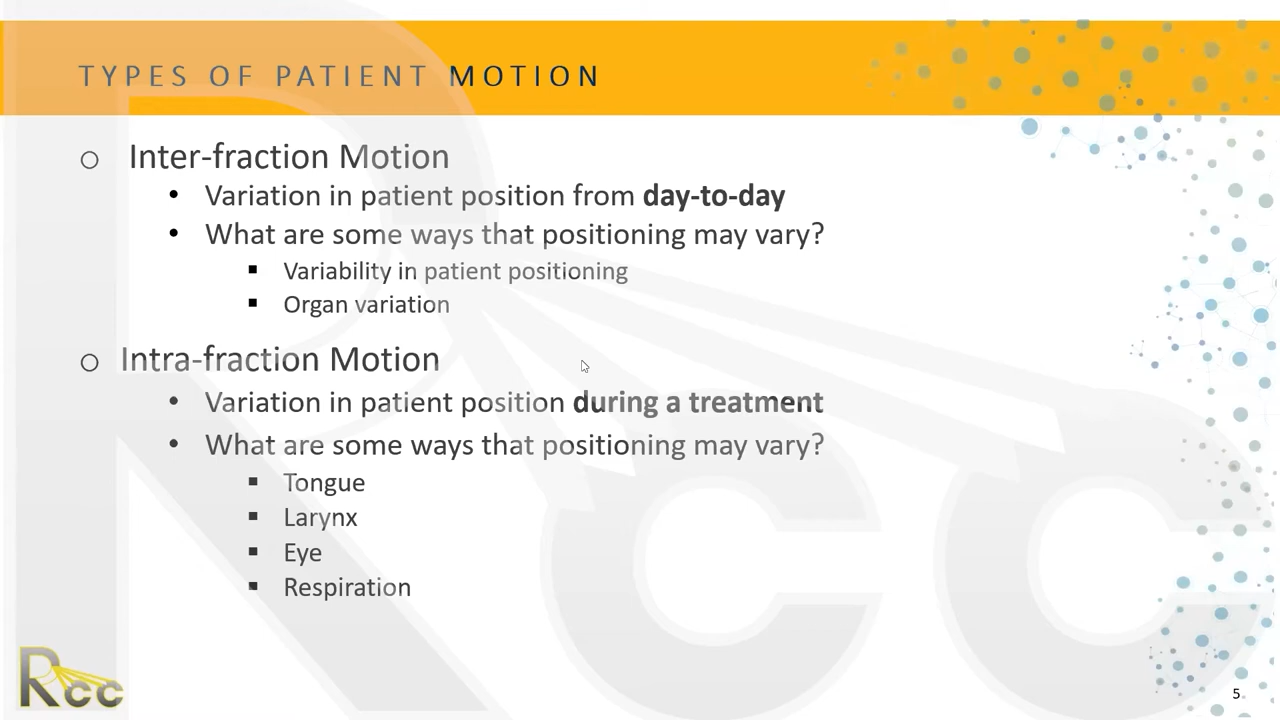 TYPES OF PATIENT MOTION
o Inter-fraction Motion
• Variation in patient position from day-to-day
• What are some ways that positioning may vary?
▪ Variability in patient positioning
▪ Organ variation
o Intra-fraction Motion
• Variation in patient position during a treatment
• What are some ways that positioning may vary?
▪ Tongue
▪ Larynx
▪ Eye
▪ Respiration
Rcc
Rcc
5